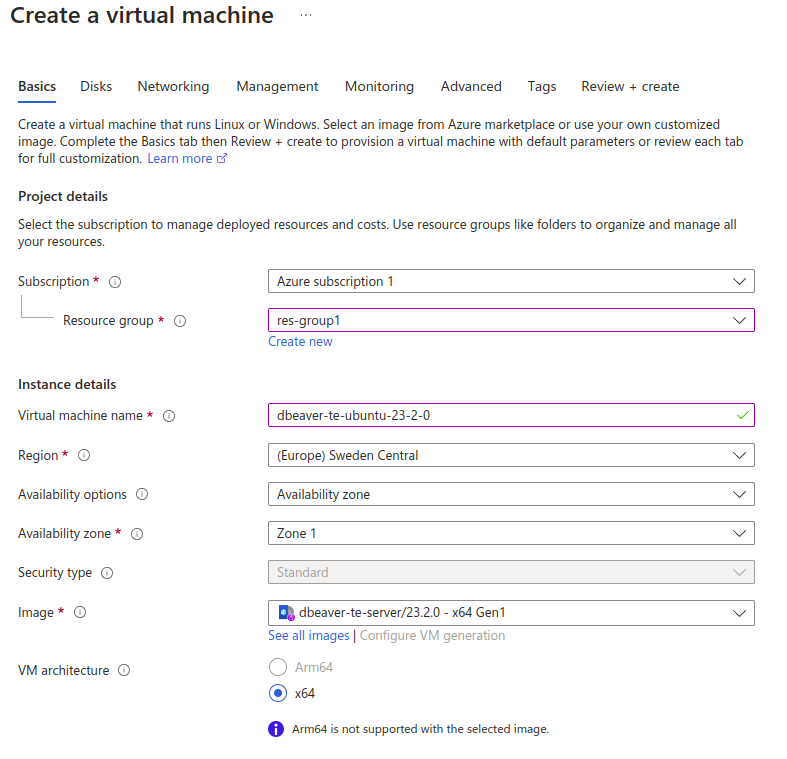 Create a virtual machine ...
Basics Disks Networking Management Monitoring Advanced Tags Review + create
Create a virtual machine that runs Linux or Windows. Select an image from Azure marketplace or use your own customized
image. Complete the Basics tab then Review + create to provision a virtual machine with default parameters or review each tab
for full customization. Learn more
Project details
Select the subscription to manage deployed resources and costs. Use resource groups like folders to organize and manage all
your resources.
Subscription * Azure subscription 1
Resource group * res-group1
Create new
Instance details
Virtual machine name * dbeaver-te-ubuntu-23-2-0
Region * (Europe) Sweden Central
Availability options Availability zone
Availability zone * Zone 1
Security type Standard
Image * dbeaver-te-server/23.2.0 - x64 Gen1
See all images | Configure VM generation
VM architecture Arm64
x64
Arm64 is not supported with the selected image.